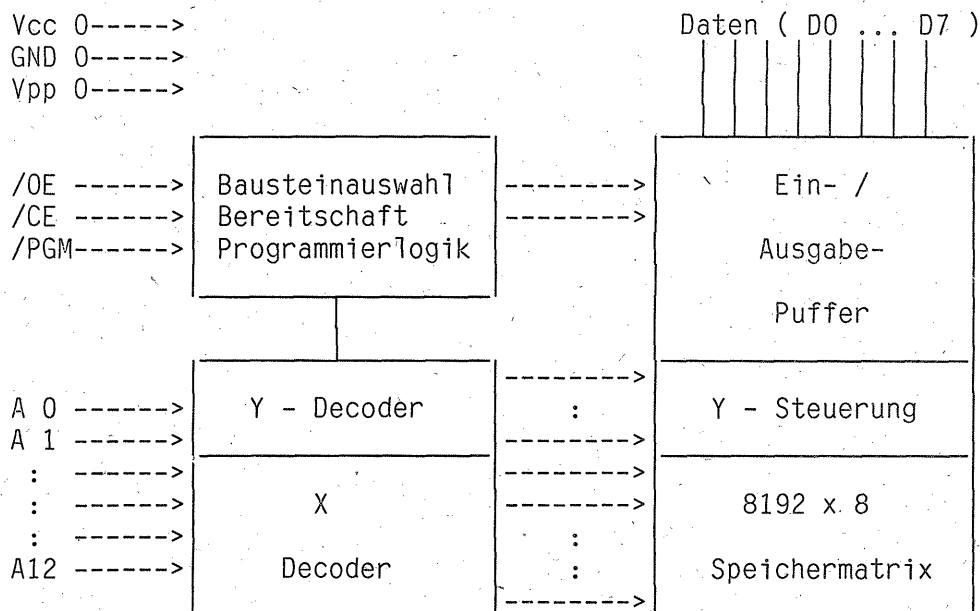 Vcc O-----> Daten ( D0 ... D7 )
GND O----->
Vpp O----->
/OE ------> Bausteinauswahl -------> Ein- /
/CE ------> Bereitschaft ------->
/PGM------> Programmierlogik Ausgabe-
Puffer
------->
A 0 ------> Y - Decoder : Y - Steuerung
A 1 ------> ------->
: ------> ------->
: ------> X -------> 8192 x 8
: ------> :
A12 ------> Decoder : Speichermatrix
------->